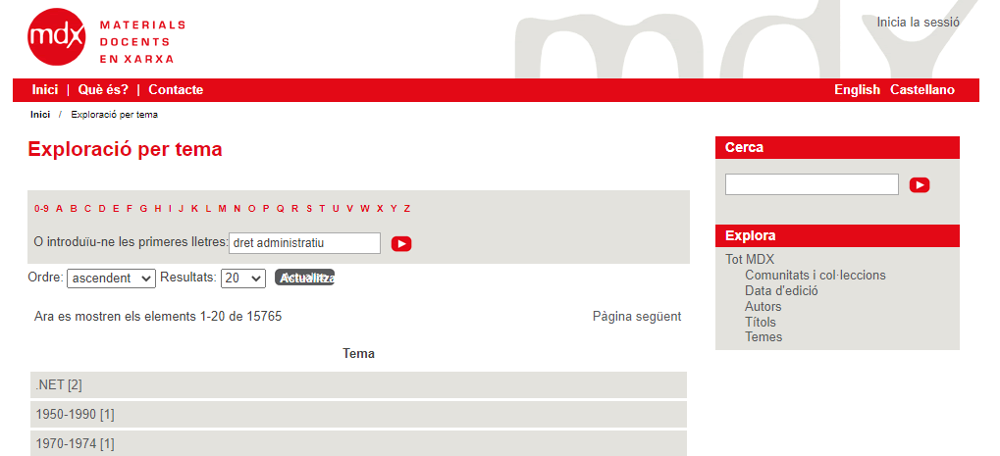 mdx MATERIALS
DOCENTS
EN XARXA
mdx
Inicia la sessió
Inici | Què és? | Contacte
English Castellano
Inici / Exploració per tema
Exploració per tema
0-9 A B C D E F G H I J K L M N O P Q R S T U V W X Y Z
O introduïu-ne les primeres lletres: dret administratiu
Ordre: ascendent Resultats: 20 Actualitza
Ara es mostren els elements 1-20 de 15765
Pàgina següent
Tema
.NET [2]
1950-1990 [1]
1970-1974 [1]
Cerca
Explora
Tot MDX
Comunitats i col·leccions
Data d'edició
Autors
Títols
Temes